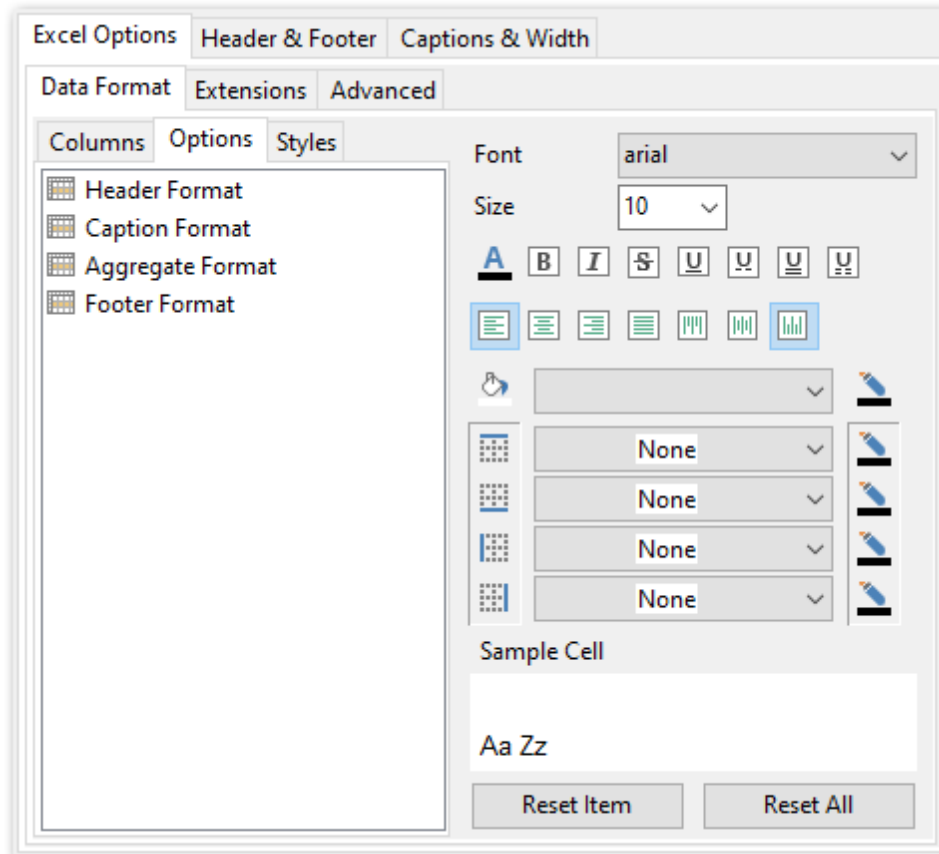 Excel Options Header & Footer Captions & Width
Data Format Extensions Advanced
Columns Options Styles
Header Format
Caption Format
Aggregate Format
Footer Format
Font arial
Size 10
A B I S U U U U
None
None
None
None
Sample Cell
Aa Zz
Reset Item Reset All